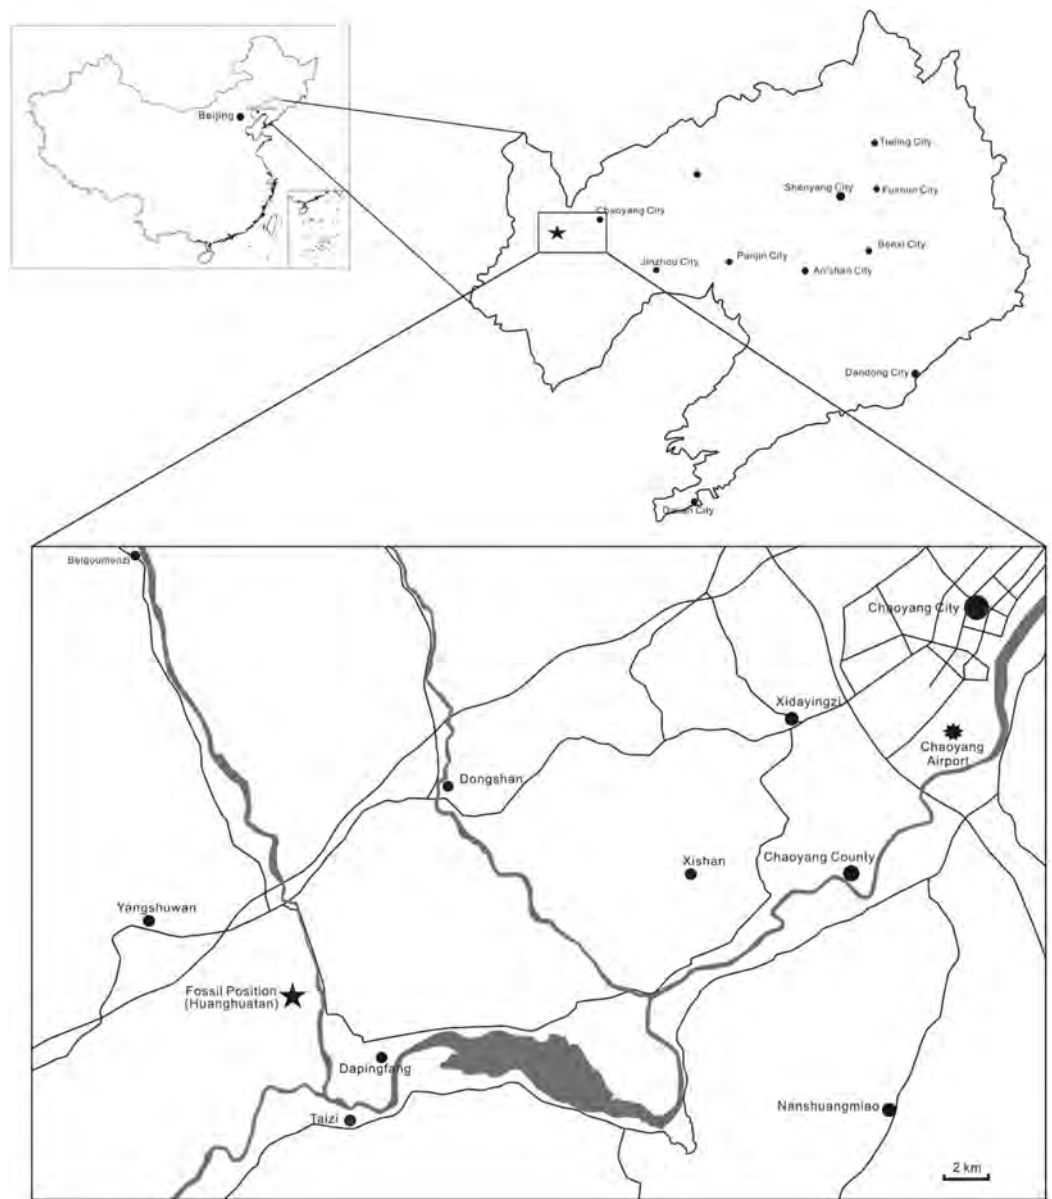 Beijing
Tieling City
Shenyang City
Fushun City
Chaoyang City
Benxi City
Jinzhou City
Panjin City
An'shan City
Dandong City
Dalian City
Beigoumenzi
Chaoyang City
Xidayingzi
Chaoyang
Airport
Dongshan
Xishan
Chaoyang County
Yangshuwan
Fossil Position
(Huanghuatan)
Dapingfang
Taizi
Nanshuangmiao
2 km